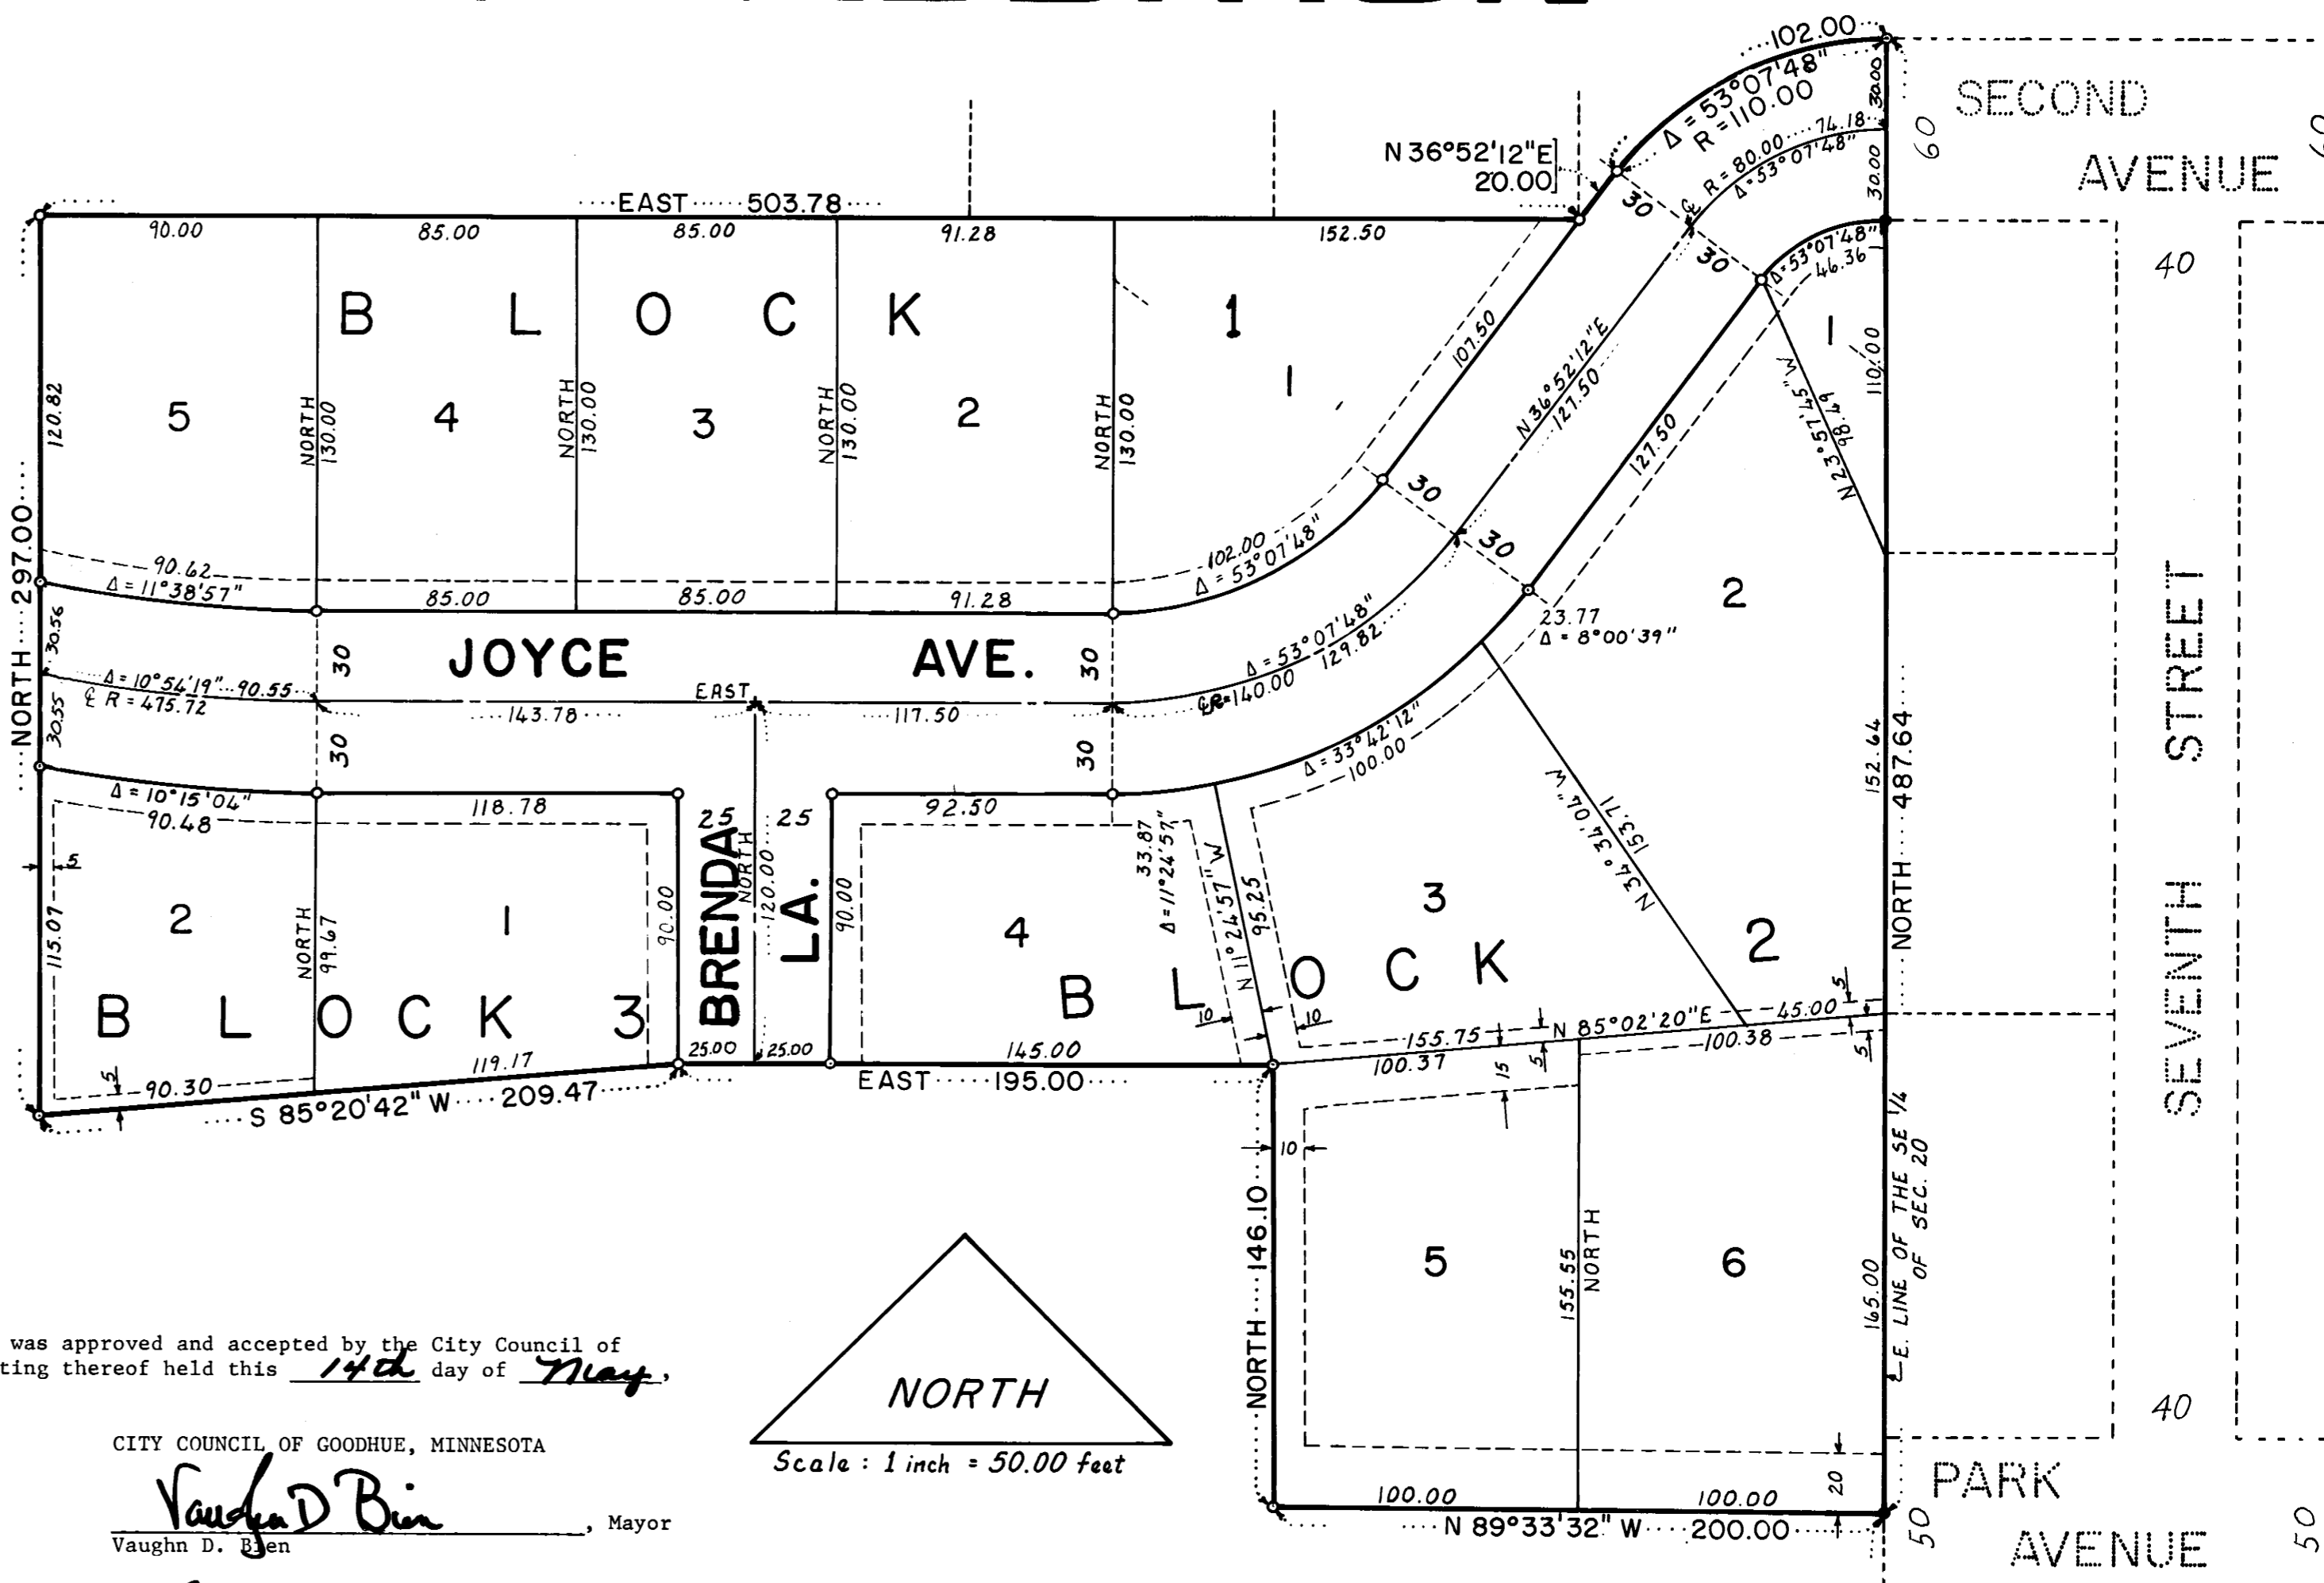 102.00
Δ = 53°07'48"
R = 110.00
30.00
SECOND
AVENUE
60
R = 80.00 74.18
Δ = 53°07'48"
30.00
N 36°52'12"E
20.00
30
℄
30
EAST 503.78
90.00 85.00 85.00 91.28 152.50
Δ=53°07'48"
46.36
40
BLOCK 1
1
110.00
N 23°57'45" W
98.49
107.50
N 36°52'12"E
127.50
127.50
120.82
5
NORTH
130.00
4
NORTH
130.00
3
NORTH
130.00
2
NORTH
130.00
1
30
30
NORTH 297.00
90.62
Δ = 11°38'57"
85.00 85.00 91.28
102.00
Δ = 53°07'48"
2
23.77
Δ = 8°00'39"
30.56
30
JOYCE AVE.
30
Δ = 53°07'48"
129.82
℄ R=140.00
Δ = 10°54'19" 90.55
℄ R = 475.72
EAST
143.78 117.50
30.55
30
30
Δ = 33°42'12"
100.00
152.64
NORTH 487.64
SEVENTH STREET
Δ = 10°15'04"
90.48
118.78
25 25
92.50
33.87
Δ = 11°24'57"
N 11°24'57" W
95.25
N 34°34'04" W
153.71
5
115.07
2
NORTH
99.67
1
90.00
BRENDA LA.
NORTH
120.00
90.00
4
3
BLOCK 2
BLOCK 3
10
10
5
155.75 N 85°02'20"E 45.00
100.37 100.38
5
5
15
119.17
25.00 25.00
145.00
EAST 195.00
5
90.30
S 85°20'42" W 209.47
10
NORTH 146.10
5
155.55
NORTH
6
165.00
E. LINE OF THE SE 1/4
OF SEC. 20
40
20
100.00 100.00
N 89°33'32" W 200.00
PARK
AVENUE
50
50
NORTH
Scale : 1 inch = 50.00 feet
was approved and accepted by the City Council of
ting thereof held this 14th day of May,
CITY COUNCIL OF GOODHUE, MINNESOTA
Vaughn D Bien
, Mayor
Vaughn D. Bien